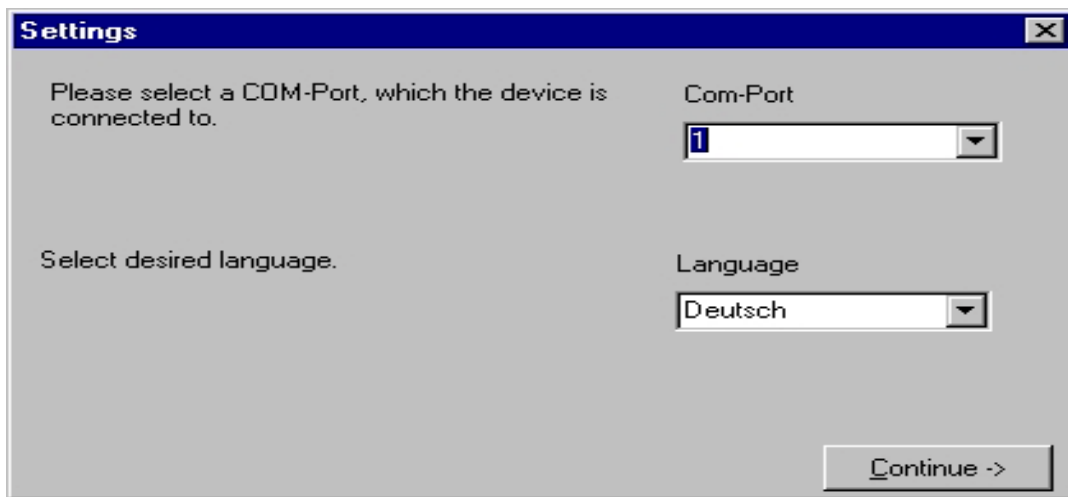 Settings
Please select a COM-Port, which the device is
connected to.
Com-Port
1
Select desired language.
Language
Deutsch
Continue ->